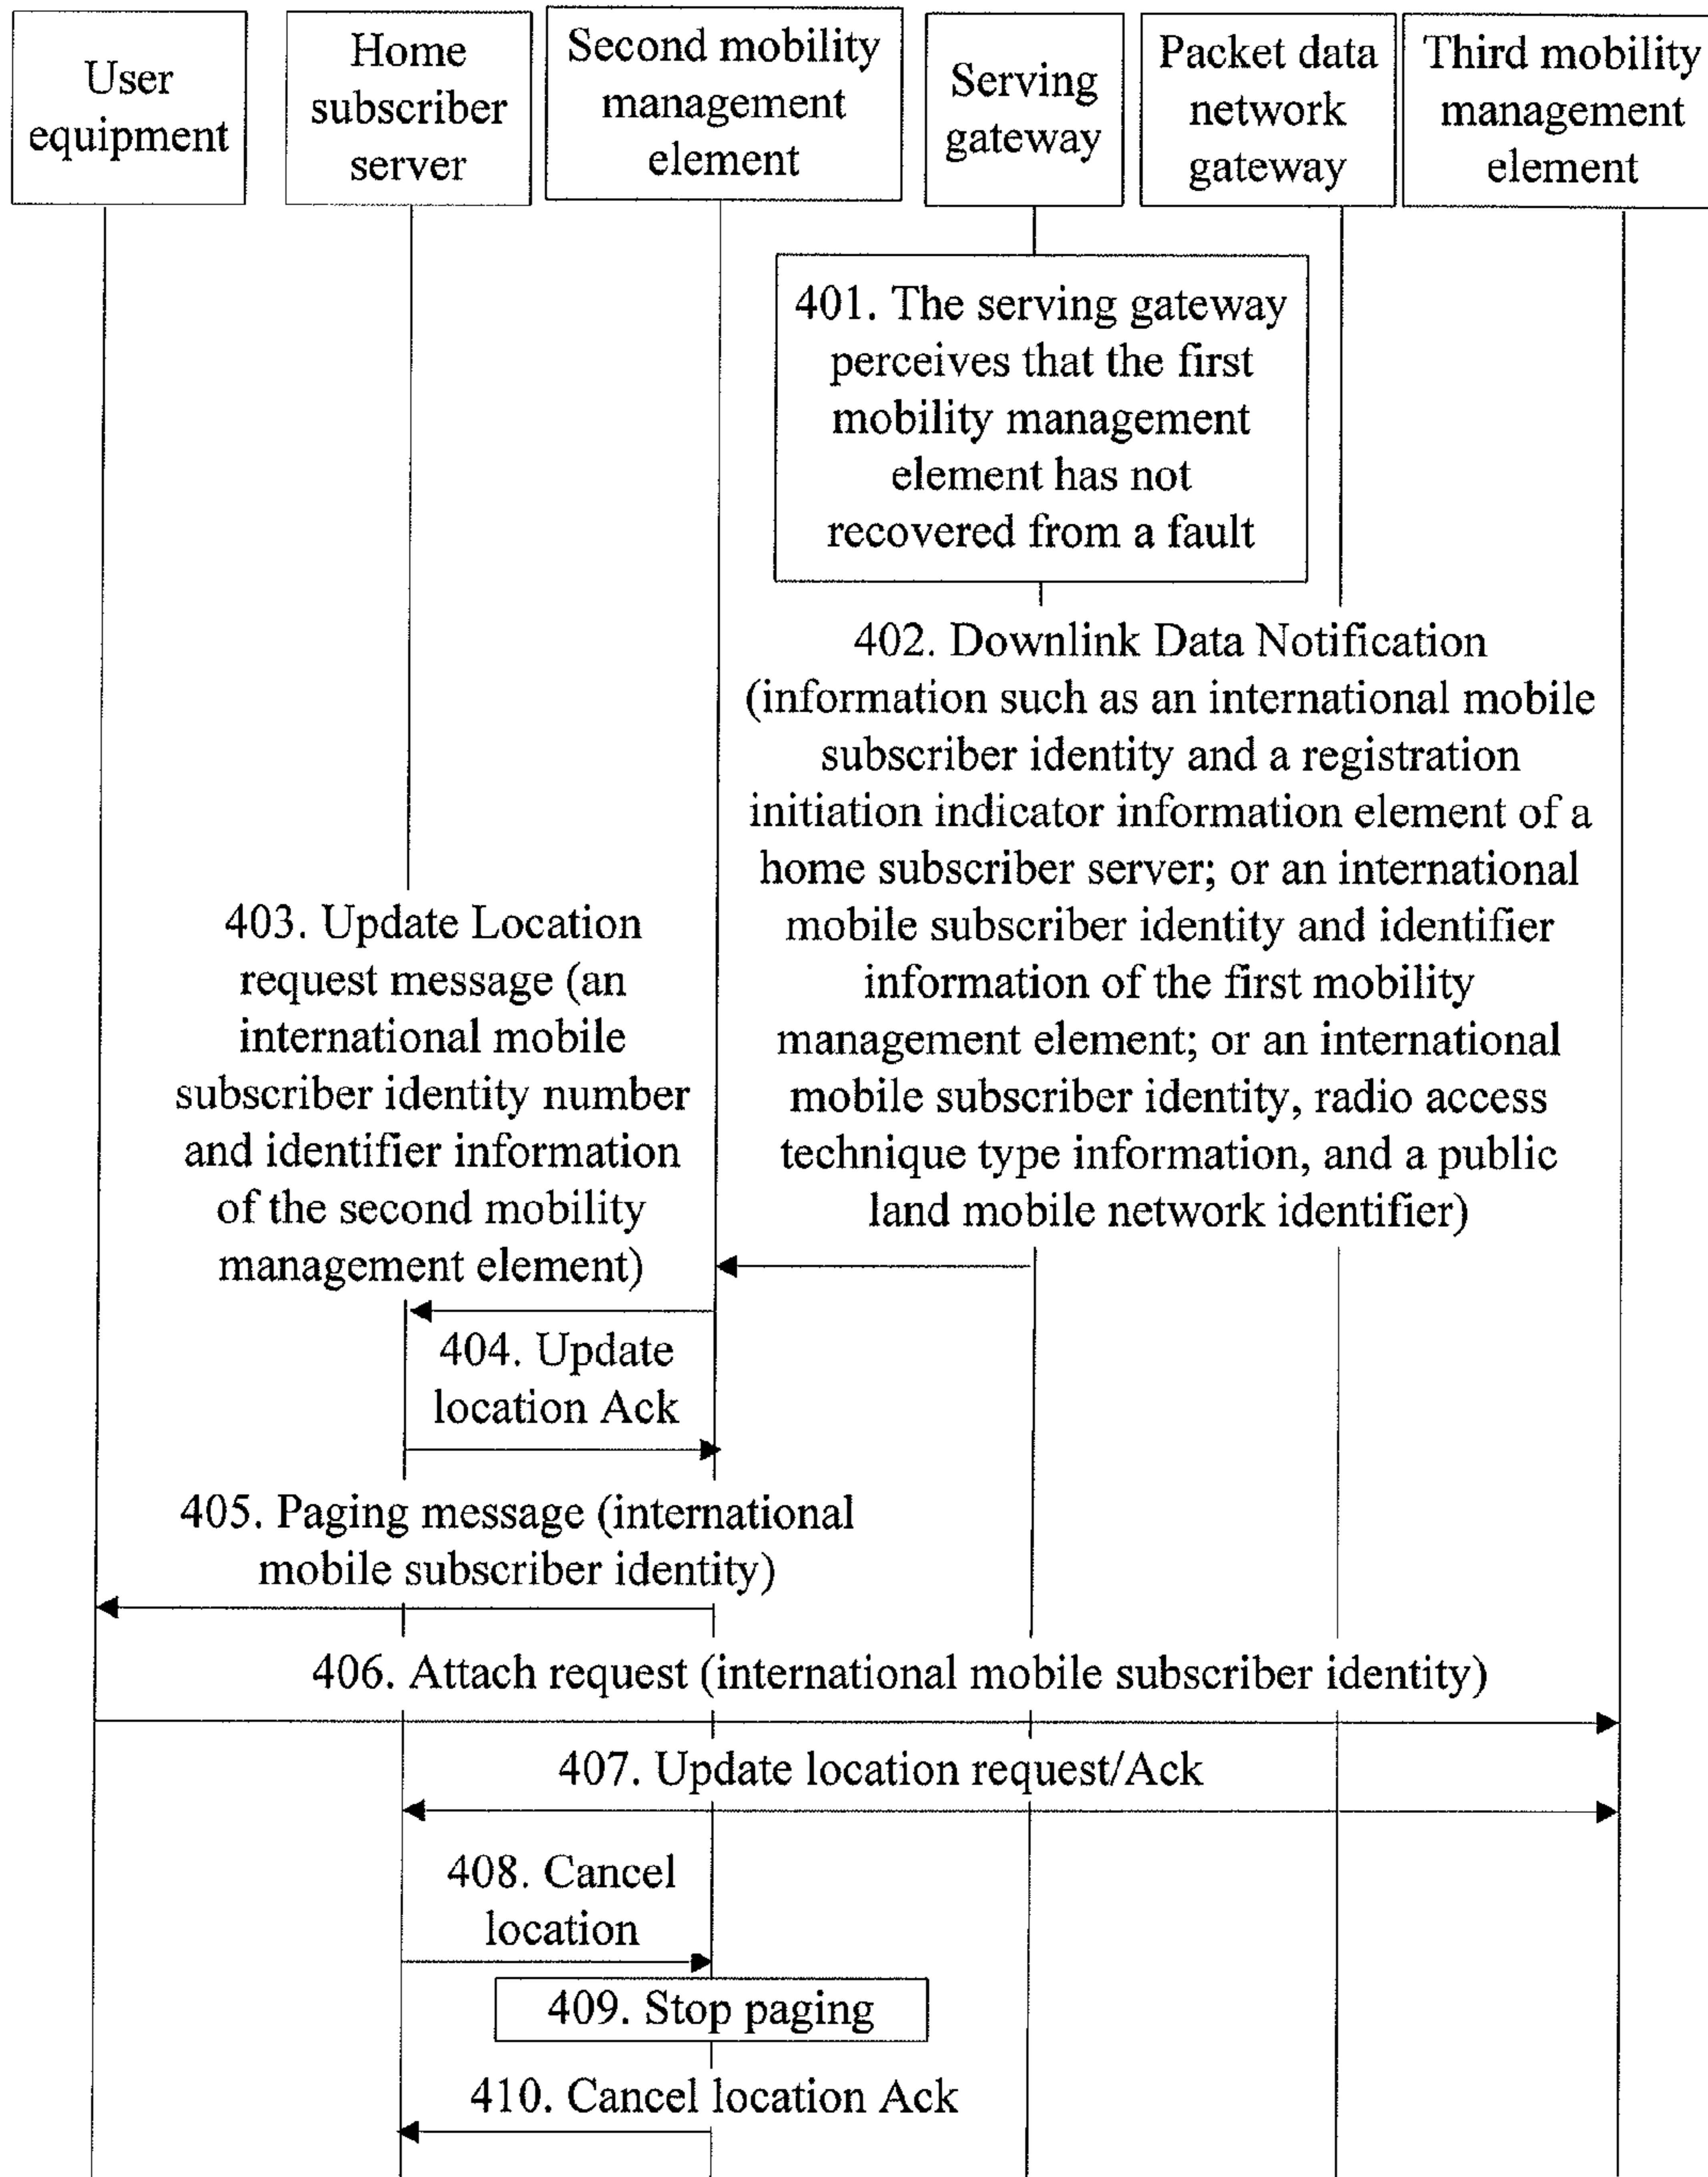 User
equipment
Home
subscriber
server
Second mobility
management
element
Serving
gateway
Packet data
network
gateway
Third mobility
management
element
401. The serving gateway
perceives that the first
mobility management
element has not
recovered from a fault
402. Downlink Data Notification
(information such as an international mobile
subscriber identity and a registration
initiation indicator information element of a
home subscriber server; or an international
mobile subscriber identity and identifier
information of the first mobility
management element; or an international
mobile subscriber identity, radio access
technique type information, and a public
land mobile network identifier)
403. Update Location
request message (an
international mobile
subscriber identity number
and identifier information
of the second mobility
management element)
404. Update
location Ack
405. Paging message (international
mobile subscriber identity)
406. Attach request (international mobile subscriber identity)
407. Update location request/Ack
408. Cancel
location
409. Stop paging
410. Cancel location Ack